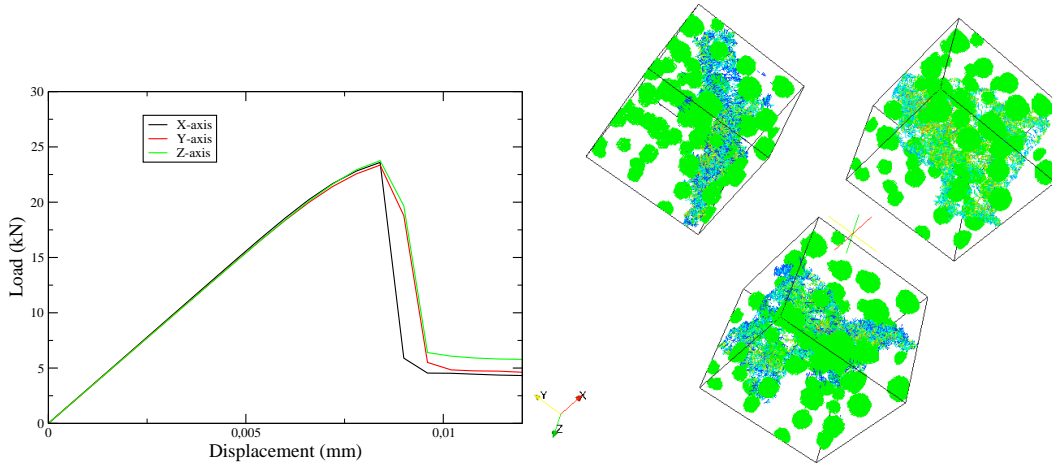 30
25
20
15
10
5
0
Load (kN)
X-axis
Y-axis
Z-axis
0
0,005
0,01
Displacement (mm)
Y
X
Z